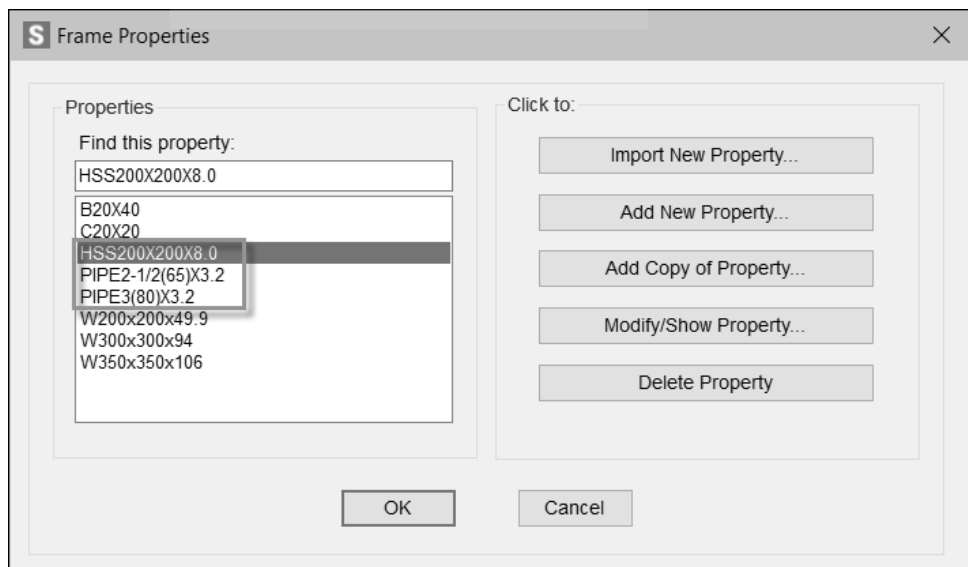 S Frame Properties
Properties
Find this property:
HSS200X200X8.0
B20X40
C20X20
HSS200X200X8.0
PIPE2-1/2(65)X3.2
PIPE3(80)X3.2
W200x200x49.9
W300x300x94
W350x350x106
Click to:
Import New Property...
Add New Property...
Add Copy of Property...
Modify/Show Property...
Delete Property
OK
Cancel